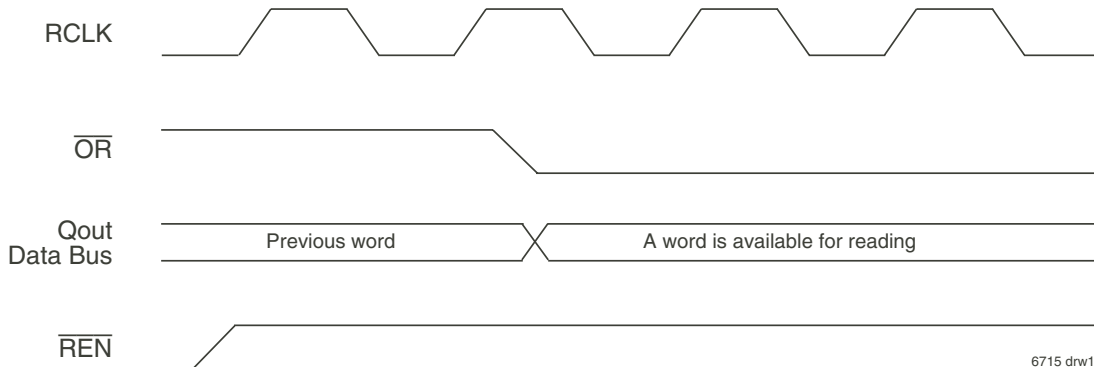 RCLK
OR
Qout
Data Bus
Previous word
A word is available for reading
REN
6715 drw1